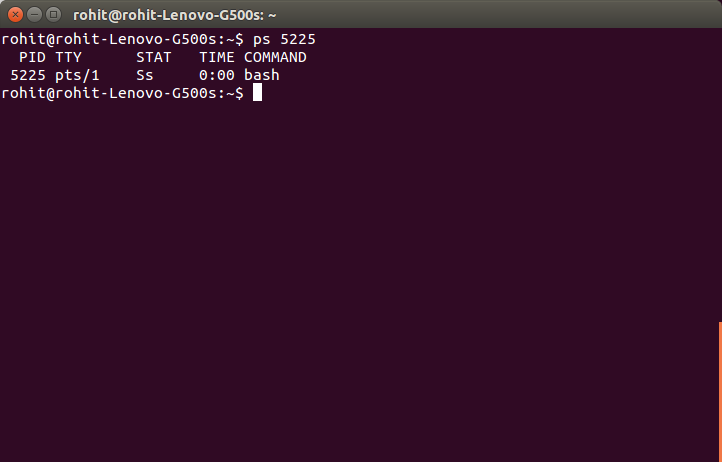 rohit@rohit-Lenovo-G500s: ~
rohit@rohit-Lenovo-G500s:~$ ps 5225
  PID TTY      STAT   TIME COMMAND
 5225 pts/1    Ss     0:00 bash
rohit@rohit-Lenovo-G500s:~$